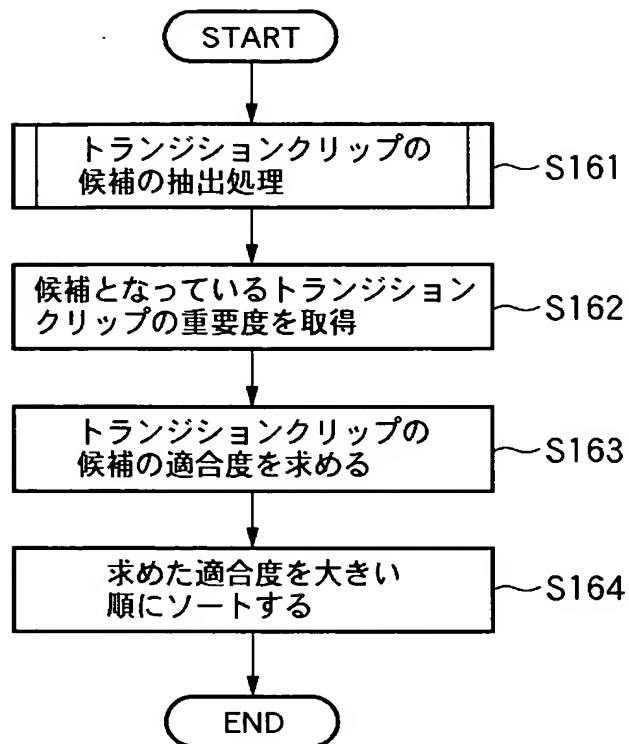 START
トランジションクリップの
候補の抽出処理
S161
候補となっているトランジション
クリップの重要度を取得
S162
トランジションクリップの
候補の適合度を求める
S163
求めた適合度を大きい
順にソートする
S164
END